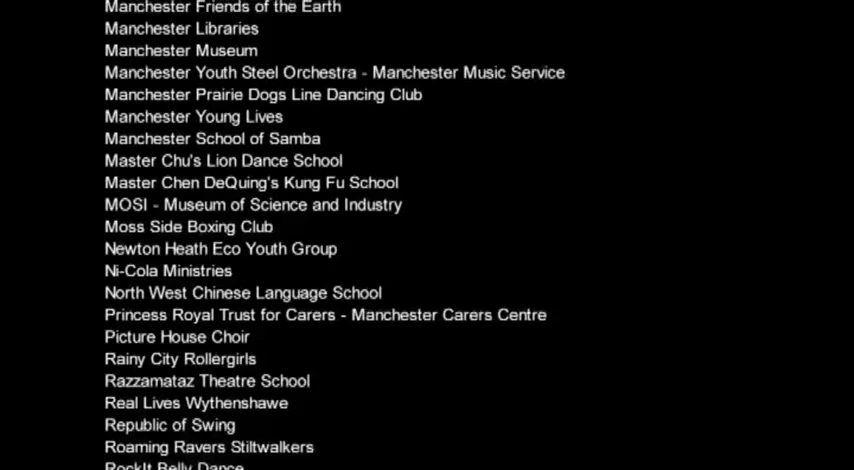 Manchester Friends of the Earth
Manchester Libraries
Manchester Museum
Manchester Youth Steel Orchestra - Manchester Music Service
Manchester Prairie Dogs Line Dancing Club
Manchester Young Lives
Manchester School of Samba
Master Chu's Lion Dance School
Master Chen DeQuing's Kung Fu School
MOSI - Museum of Science and Industry
Moss Side Boxing Club
Newton Heath Eco Youth Group
Ni-Cola Ministries
North West Chinese Language School
Princess Royal Trust for Carers - Manchester Carers Centre
Picture House Choir
Rainy City Rollergirls
Razzamataz Theatre School
Real Lives Wythenshawe
Republic of Swing
Roaming Ravers Stiltwalkers
RockIt Belly Dance